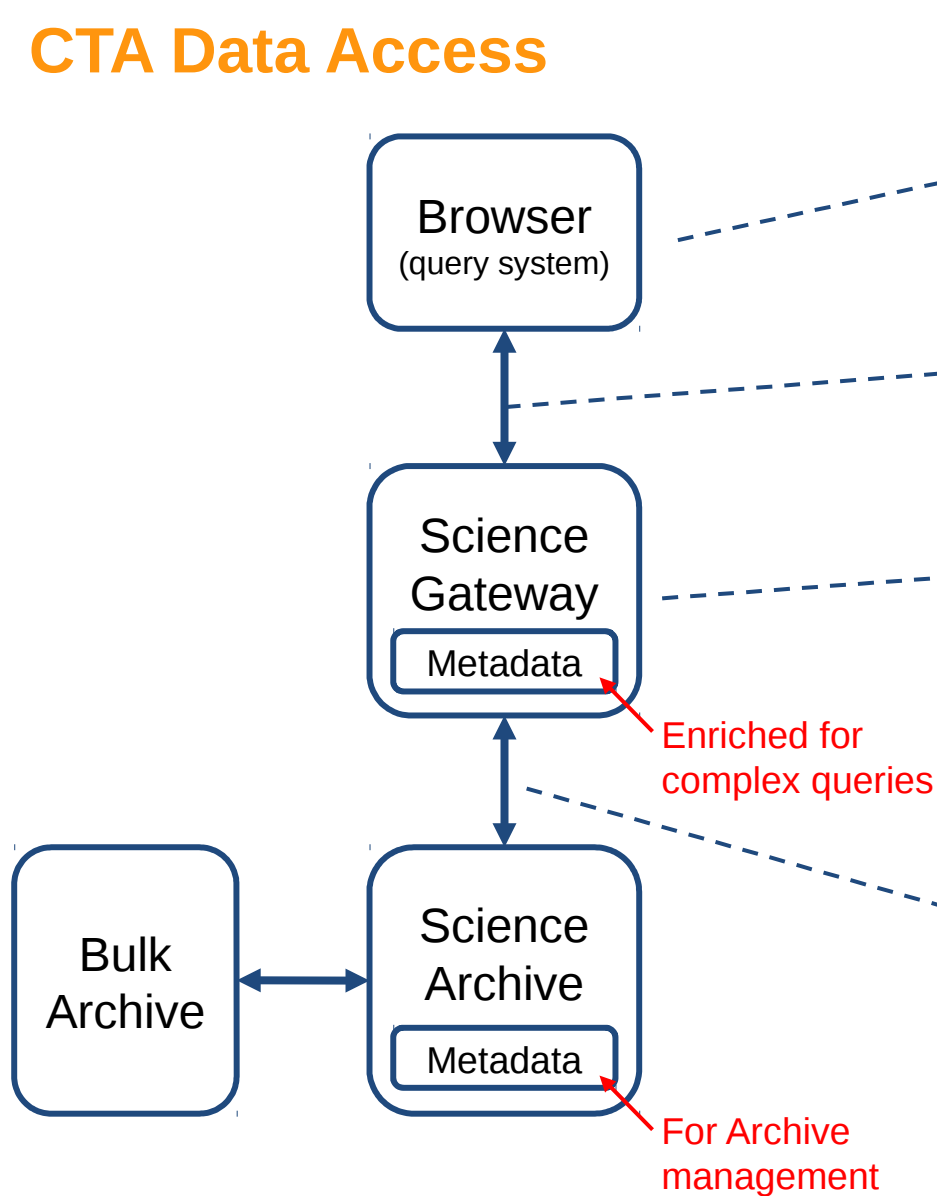 CTA Data Access
Browser
(query system)
Science
Gateway
Metadata
Enriched for
complex queries
Bulk
Archive
Science
Archive
Metadata
For Archive
management